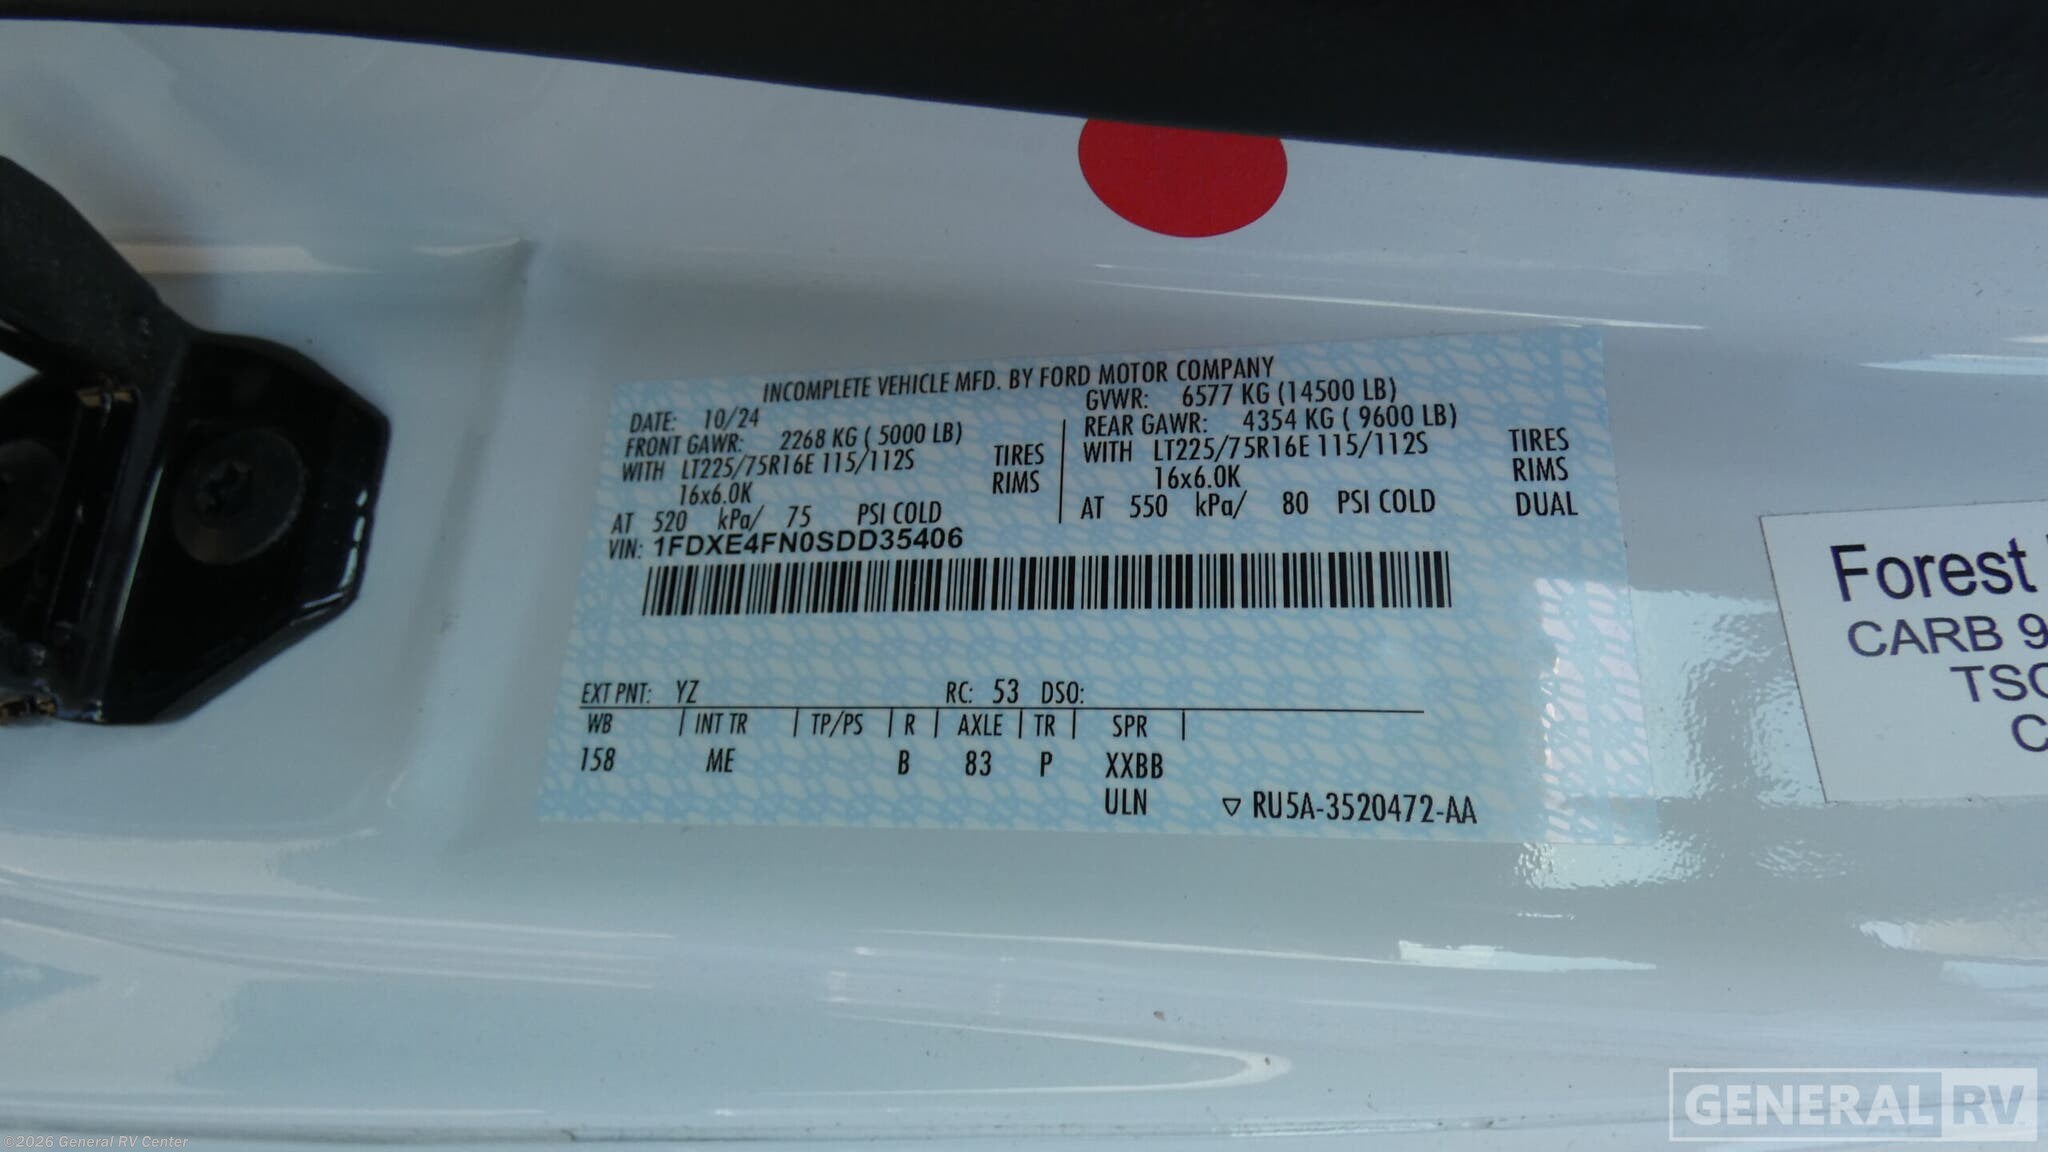 INCOMPLETE VEHICLE MFD. BY FORD MOTOR COMPANY
DATE: 10/24 GVWR: 6577 KG (14500 LB)
FRONT GAWR: 2268 KG ( 5000 LB) REAR GAWR: 4354 KG ( 9600 LB)
WITH LT225/75R16E 115/112S TIRES WITH LT225/75R16E 115/112S TIRES
16x6.0K RIMS 16x6.0K RIMS
AT 520 kPa/ 75 PSI COLD AT 550 kPa/ 80 PSI COLD DUAL
VIN: 1FDXE4FN0SDD35406
EXT PNT: YZ RC: 53 DSO:
WB INT TR TP/PS R AXLE TR SPR
158 ME B 83 P XXBB
ULN RU5A-3520472-AA
Forest
CARB 9
TSC
C
GENERAL RV
©2026 General RV Center